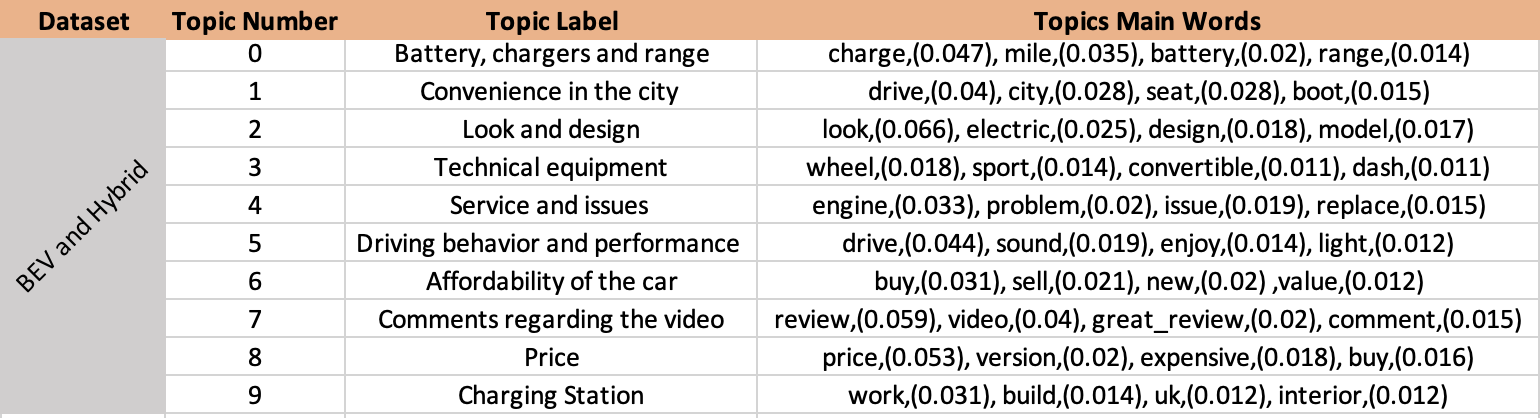 Dataset Topic Number Topic Label Topics Main Words
BEV and Hybrid
0 Battery, chargers and range charge,(0.047), mile,(0.035), battery,(0.02), range,(0.014)
1 Convenience in the city drive,(0.04), city,(0.028), seat,(0.028), boot,(0.015)
2 Look and design look,(0.066), electric,(0.025), design,(0.018), model,(0.017)
3 Technical equipment wheel,(0.018), sport,(0.014), convertible,(0.011), dash,(0.011)
4 Service and issues engine,(0.033), problem,(0.02), issue,(0.019), replace,(0.015)
5 Driving behavior and performance drive,(0.044), sound,(0.019), enjoy,(0.014), light,(0.012)
6 Affordability of the car buy,(0.031), sell,(0.021), new,(0.02) ,value,(0.012)
7 Comments regarding the video review,(0.059), video,(0.04), great_review,(0.02), comment,(0.015)
8 Price price,(0.053), version,(0.02), expensive,(0.018), buy,(0.016)
9 Charging Station work,(0.031), build,(0.014), uk,(0.012), interior,(0.012)